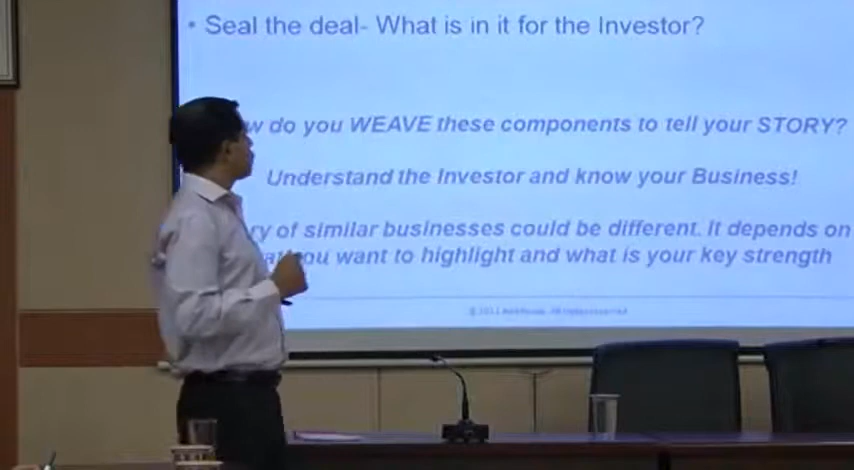 • Seal the deal- What is in it for the Investor?
w do you WEAVE these components to tell your STORY?
Understand the Investor and know your Business!
ry of similar businesses could be different. It depends on
you want to highlight and what is your key strength